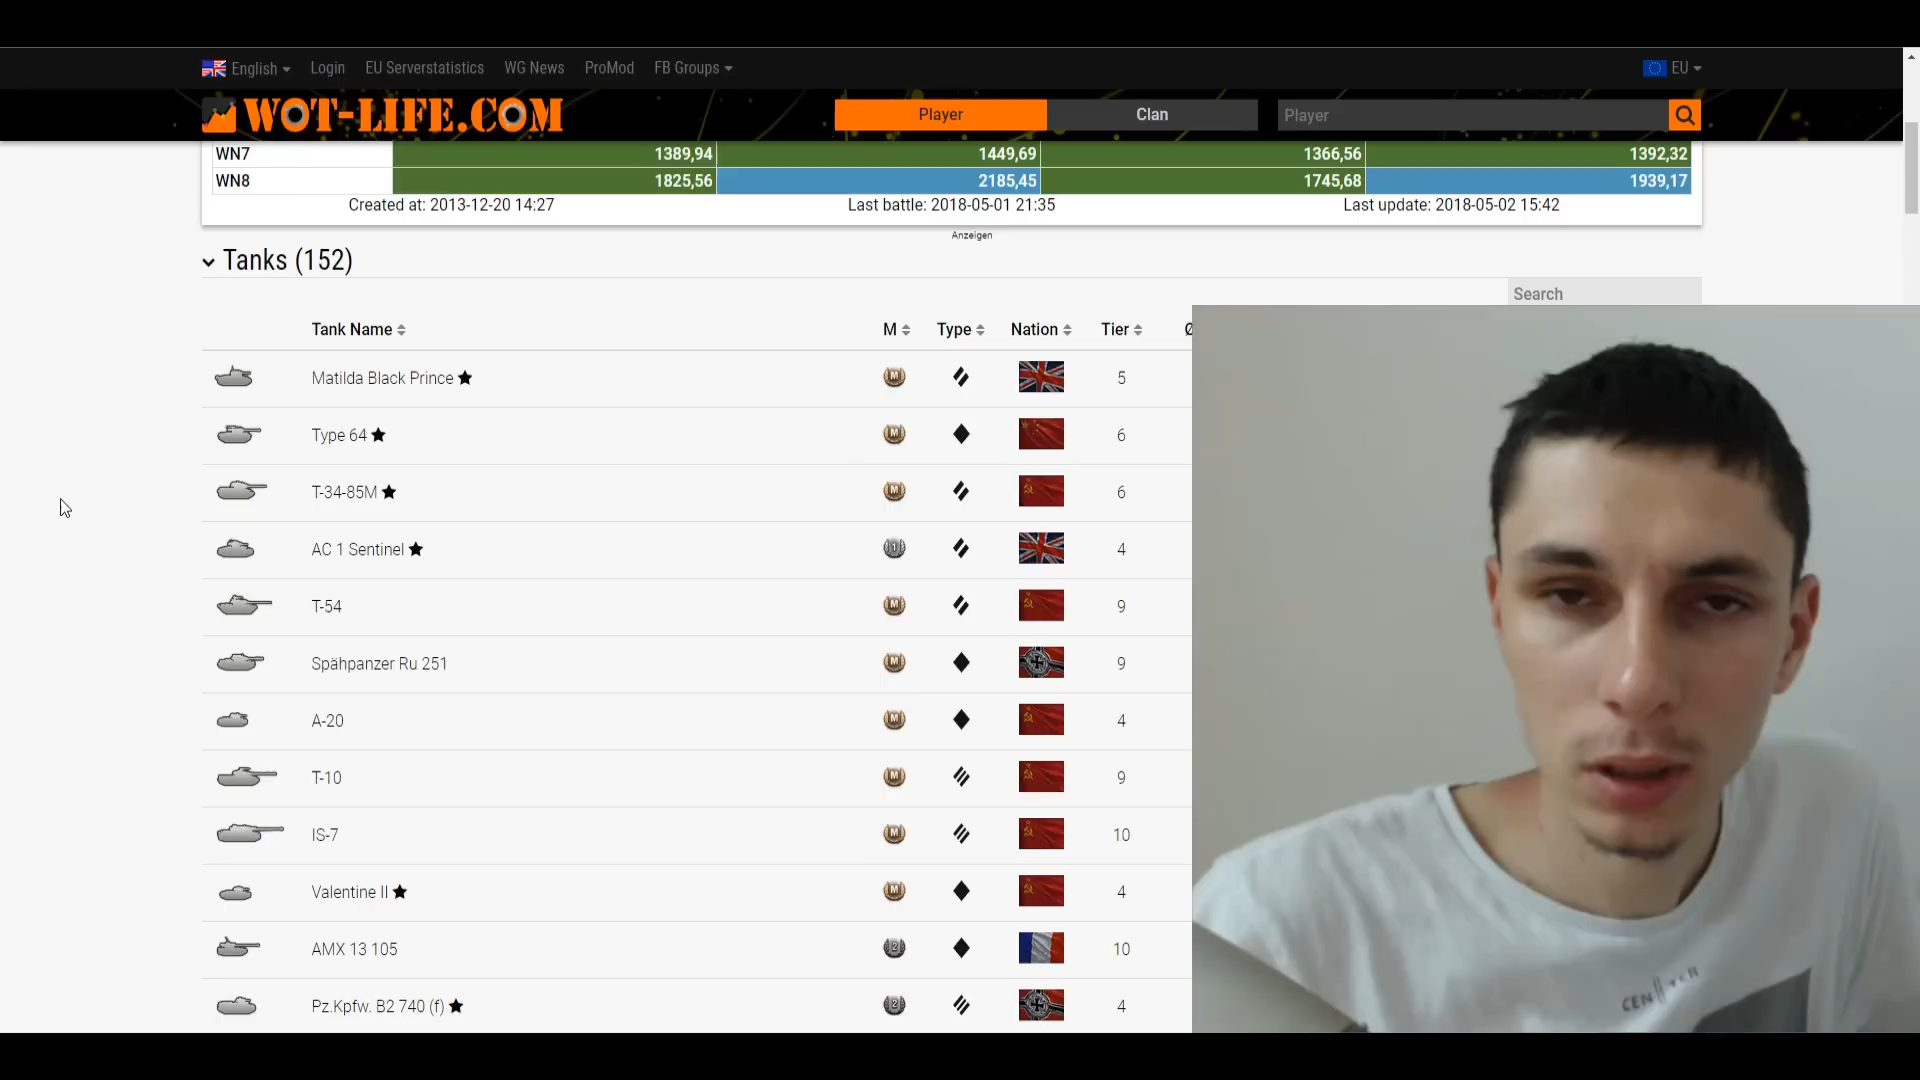 English Login EU Serverstatistics WG News ProMod FB Groups EU
WOT-LIFE.COM Player Clan Player
WN7 1389,94 1449,69 1366,56 1392,32
WN8 1825,56 2185,45 1745,68 1939,17
Created at: 2013-12-20 14:27 Last battle: 2018-05-01 21:35 Last update: 2018-05-02 15:42
Anzeigen
Tanks (152)
Search
Tank Name M Type Nation Tier Ø
Matilda Black Prince ★ M 5
Type 64 ★ M 6
T-34-85M ★ M 6
AC 1 Sentinel ★ 1 4
T-54 M 9
Spähpanzer Ru 251 M 9
A-20 M 4
T-10 M 9
IS-7 M 10
Valentine II ★ M 4
AMX 13 105 2 10
Pz.Kpfw. B2 740 (f) ★ 2 4